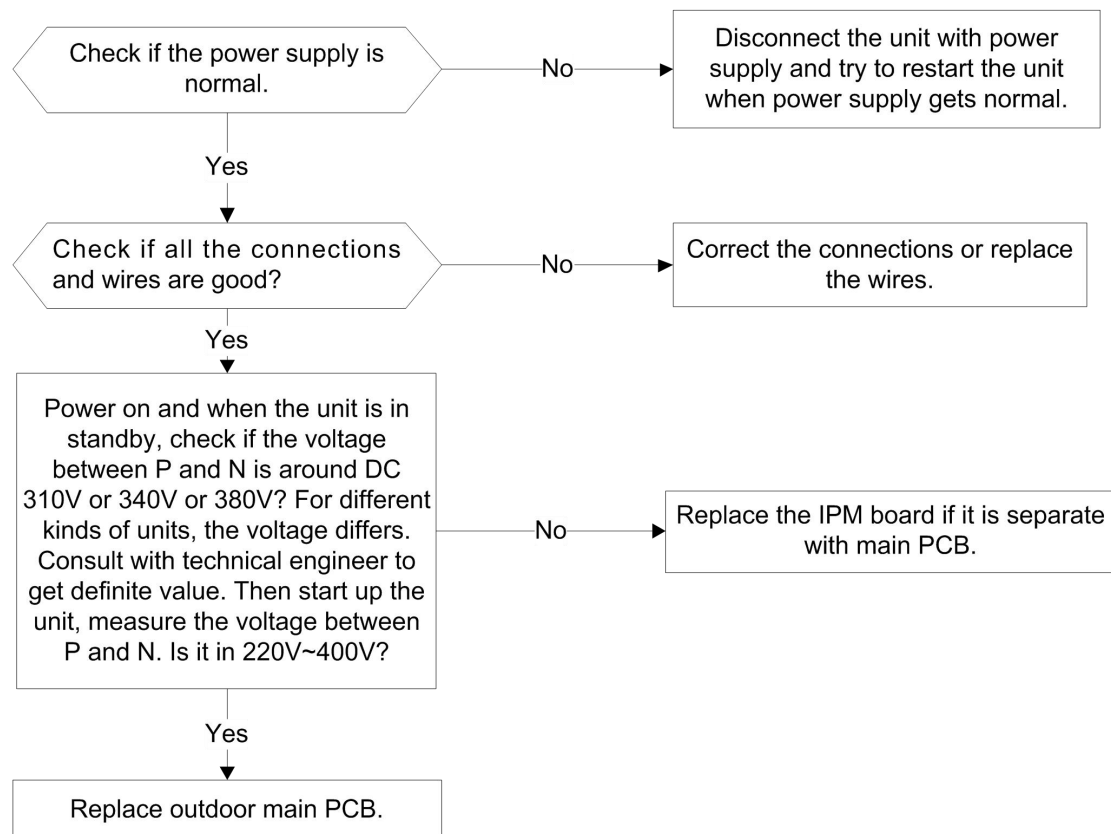 Check if the power supply is
normal.
No
Disconnect the unit with power
supply and try to restart the unit
when power supply gets normal.
Yes
Check if all the connections
and wires are good?
No
Correct the connections or replace
the wires.
Yes
Power on and when the unit is in
standby, check if the voltage
between P and N is around DC
310V or 340V or 380V? For different
kinds of units, the voltage differs.
Consult with technical engineer to
get definite value. Then start up the
unit, measure the voltage between
P and N. Is it in 220V~400V?
No
Replace the IPM board if it is separate
with main PCB.
Yes
Replace outdoor main PCB.